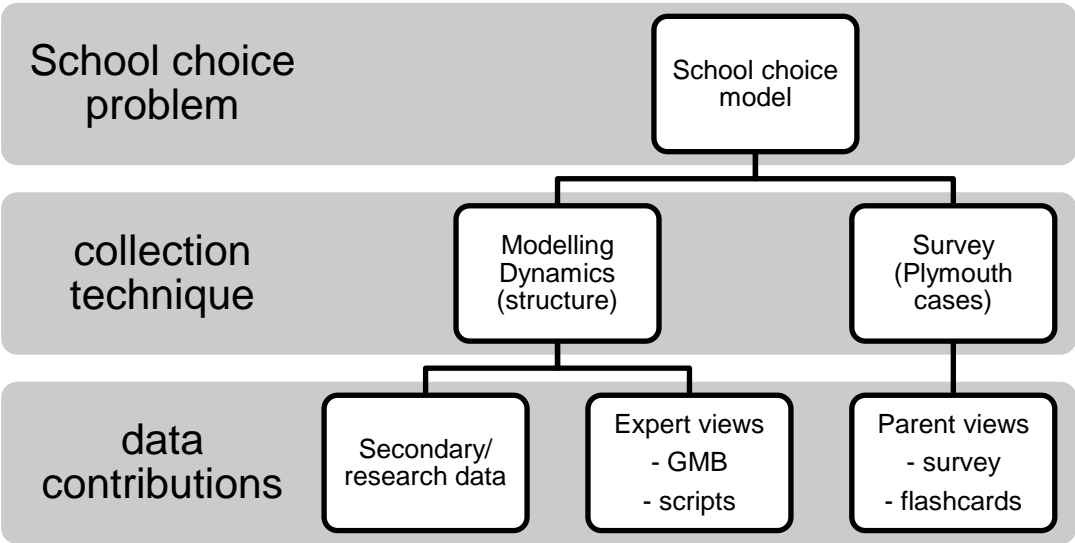 School choice
problem
School choice
model
collection
technique
Modelling
Dynamics
(structure)
Survey
(Plymouth
cases)
data
contributions
Secondary/
research data
Expert views
- GMB
- scripts
Parent views
- survey
- flashcards